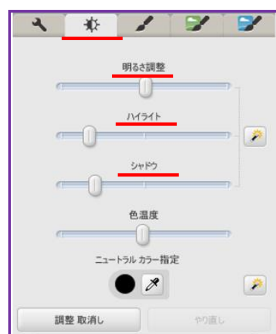 明るさ調整
ハイライト
シャドウ
色温度
ニュートラル カラー指定
調整 取消し
やり直し